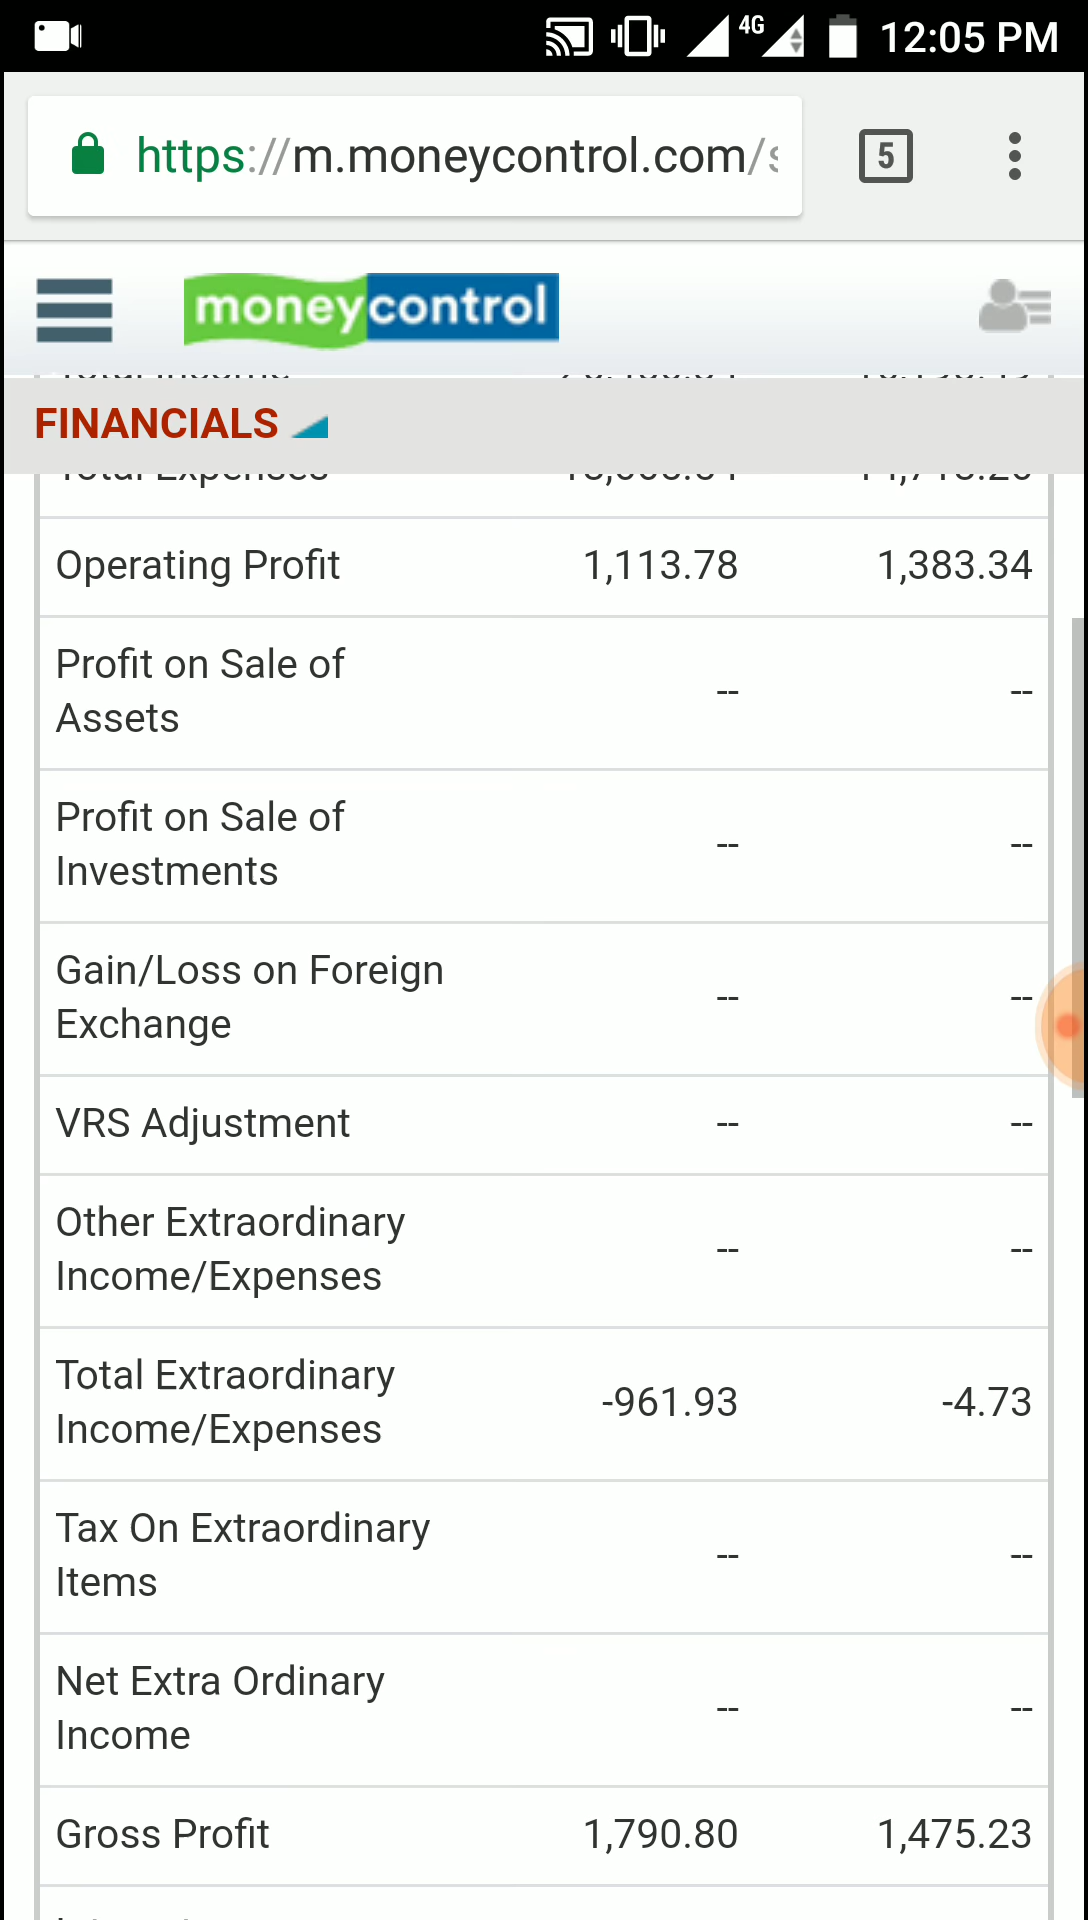 4G 12:05 PM
https://m.moneycontrol.com/s
5
moneycontrol
FINANCIALS
Total Expenses
Operating Profit 1,113.78 1,383.34
Profit on Sale of
Assets -- --
Profit on Sale of
Investments -- --
Gain/Loss on Foreign
Exchange -- --
VRS Adjustment -- --
Other Extraordinary
Income/Expenses -- --
Total Extraordinary
Income/Expenses -961.93 -4.73
Tax On Extraordinary
Items -- --
Net Extra Ordinary
Income -- --
Gross Profit 1,790.80 1,475.23